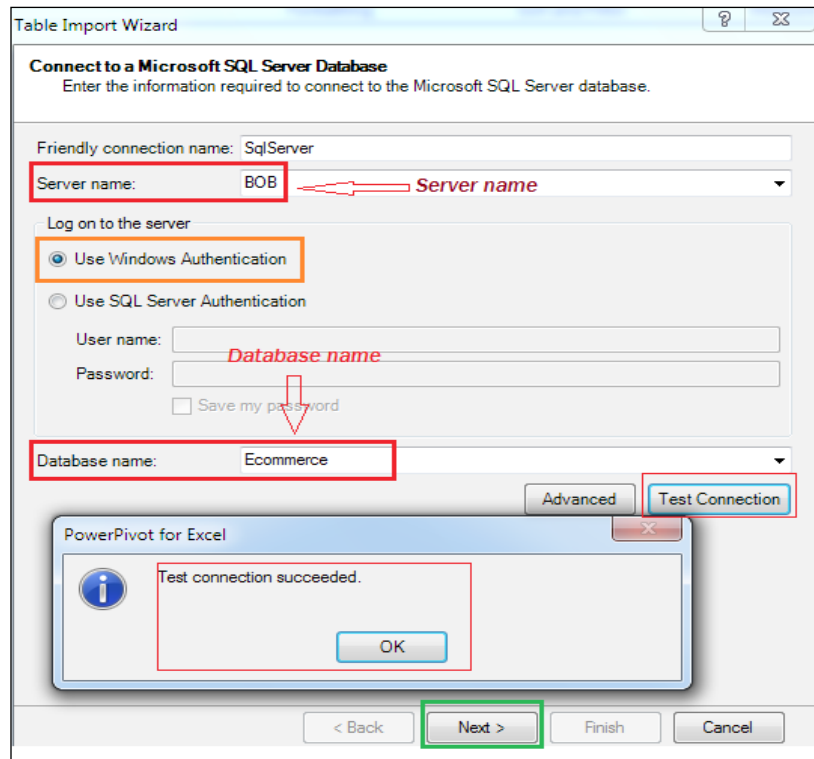 Table Import Wizard
Connect to a Microsoft SQL Server Database
Enter the information required to connect to the Microsoft SQL Server database.
Friendly connection name: SqlServer
Server name: BOB Server name
Log on to the server
Use Windows Authentication
Use SQL Server Authentication
User name:
Database name
Password:
Save my password
Database name: Ecommerce
Advanced Test Connection
PowerPivot for Excel
Test connection succeeded.
OK
< Back Next > Finish Cancel